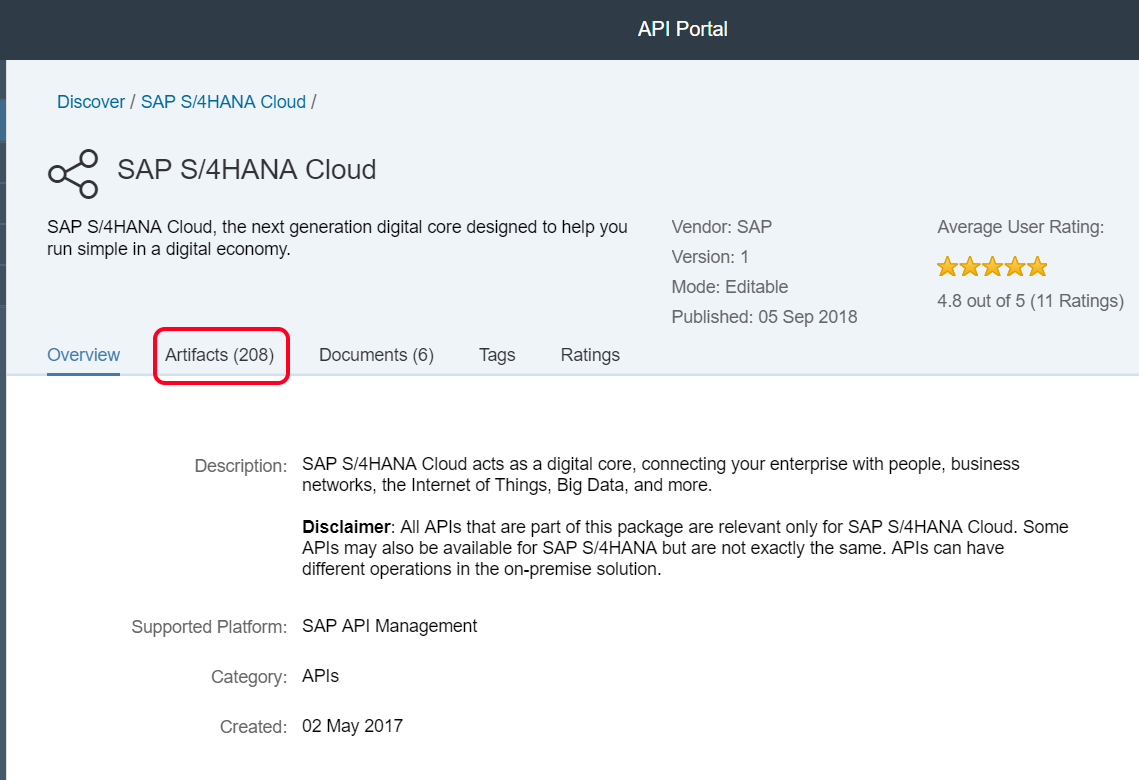 API Portal
Discover / SAP S/4HANA Cloud /
SAP S/4HANA Cloud
SAP S/4HANA Cloud, the next generation digital core designed to help you
run simple in a digital economy.
Vendor: SAP
Version: 1
Mode: Editable
Published: 05 Sep 2018
Average User Rating:
4.8 out of 5 (11 Ratings)
Overview Artifacts (208) Documents (6) Tags Ratings
Description: SAP S/4HANA Cloud acts as a digital core, connecting your enterprise with people, business
networks, the Internet of Things, Big Data, and more.
Disclaimer: All APIs that are part of this package are relevant only for SAP S/4HANA Cloud. Some
APIs may also be available for SAP S/4HANA but are not exactly the same. APIs can have
different operations in the on-premise solution.
Supported Platform: SAP API Management
Category: APIs
Created: 02 May 2017